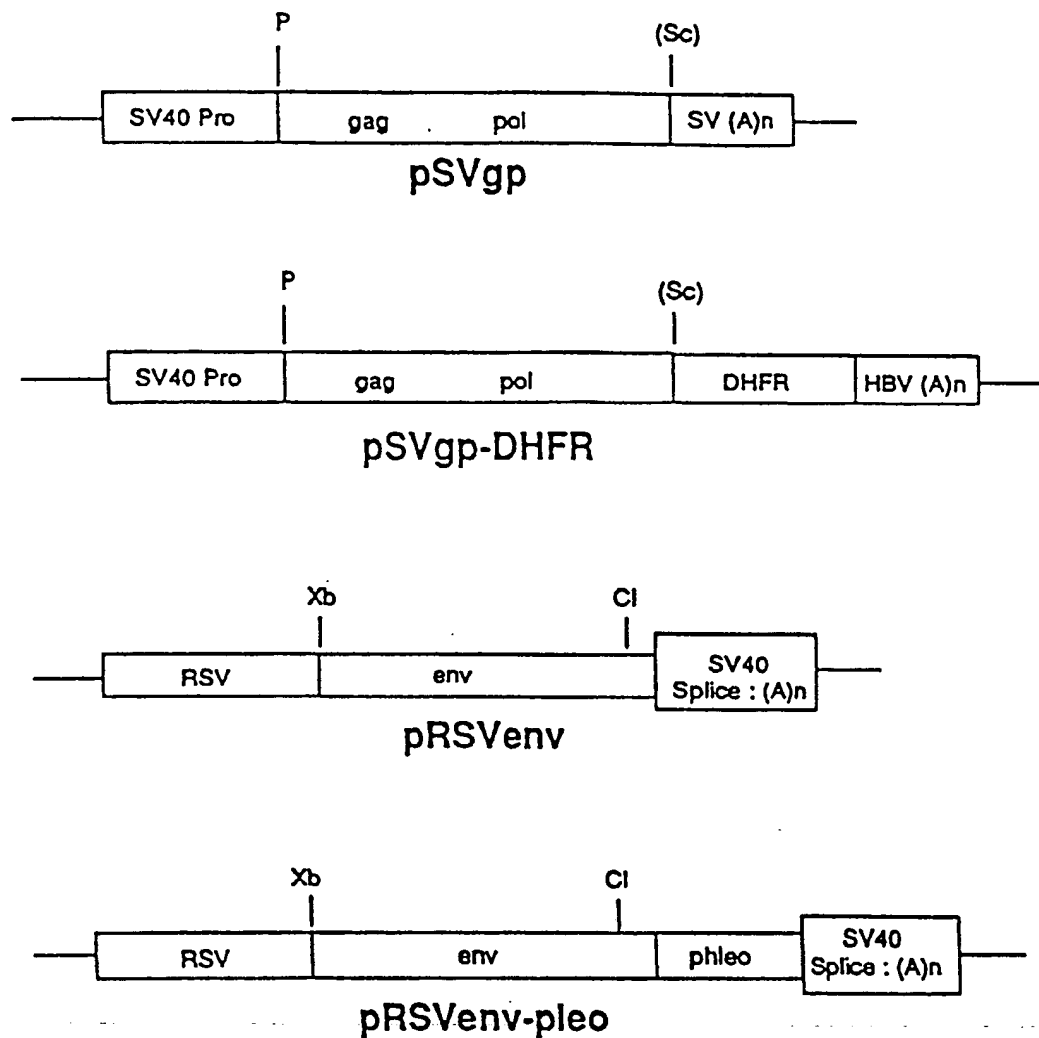 P (Sc)
SV40 Pro gag pol SV (A)n
pSVgp
P (Sc)
SV40 Pro gag pol DHFR HBV (A)n
pSVgp-DHFR
Xb Cl
RSV env SV40
Splice : (A)n
pRSVenv
Xb Cl
RSV env phleo SV40
Splice : (A)n
pRSVenv-pleo